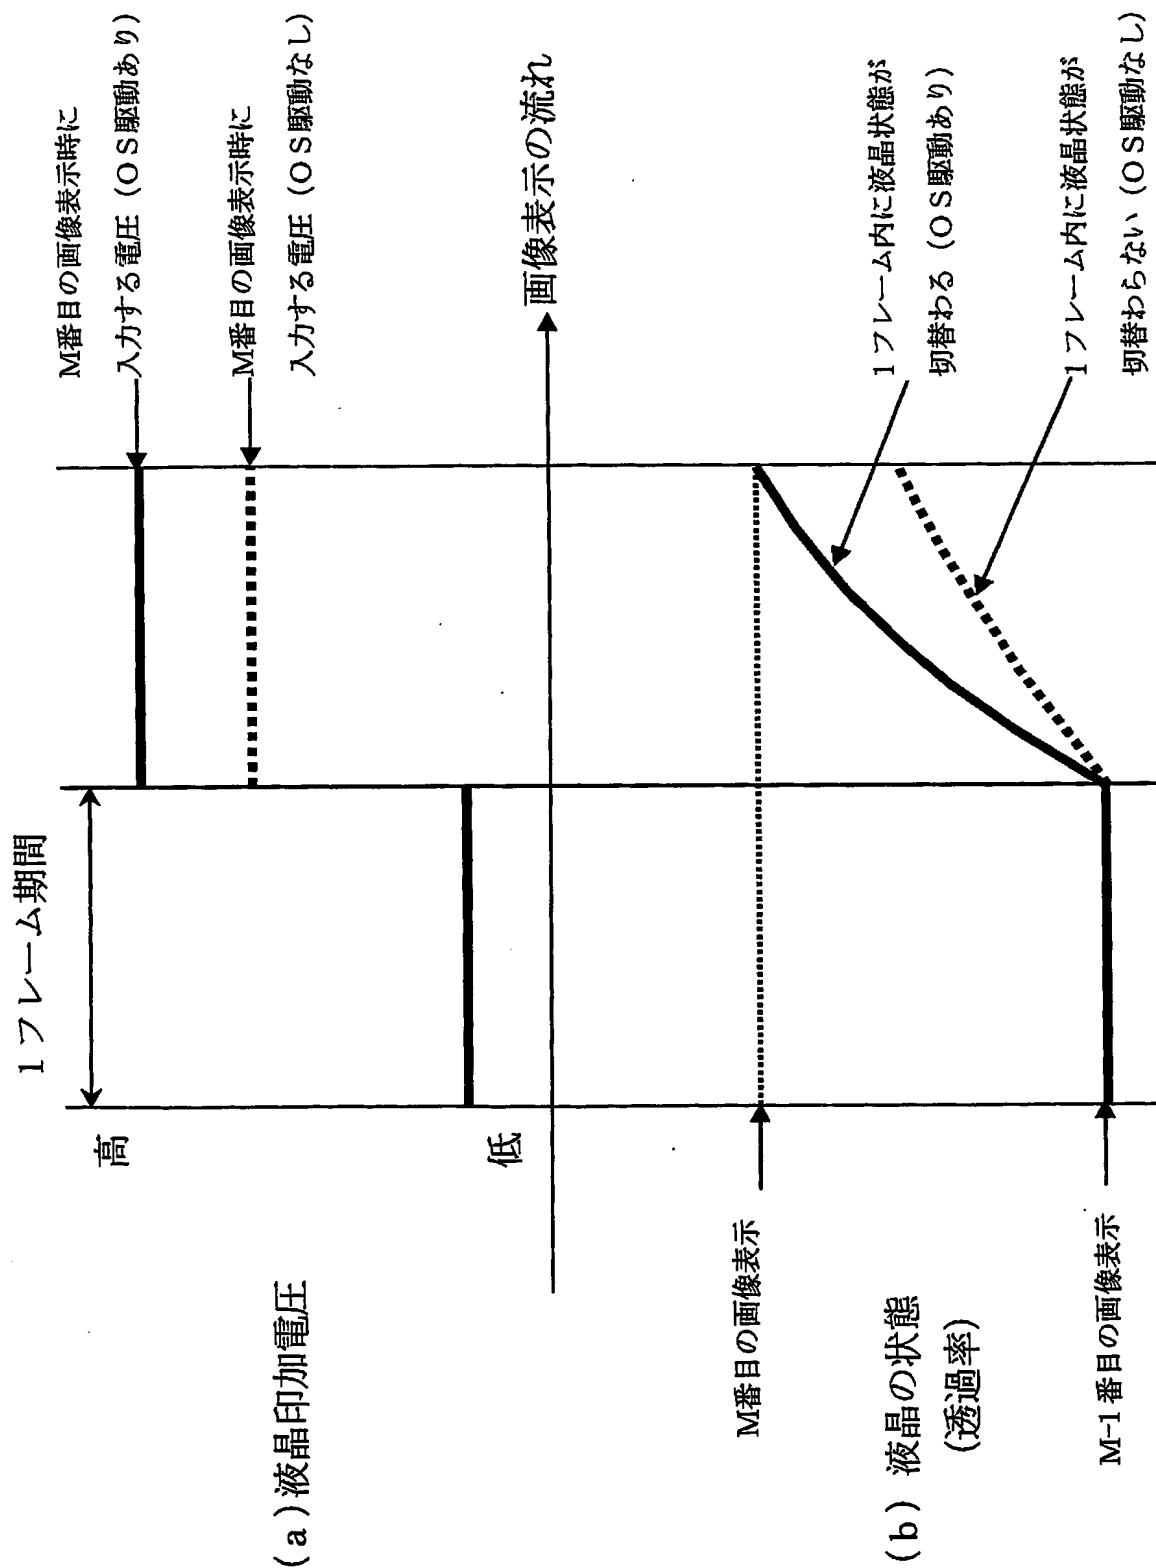 1フレーム期間
M番目の画像表示時に
入力する電圧（ＯＳ駆動あり）
M番目の画像表示時に
入力する電圧（ＯＳ駆動なし）
高
(a)液晶印加電圧
低
画像表示の流れ
M番目の画像表示
1フレーム内に液晶状態が
切替わる（ＯＳ駆動あり）
(b) 液晶の状態
(透過率)
1フレーム内に液晶状態が
切替わらない（ＯＳ駆動なし）
M-1番目の画像表示